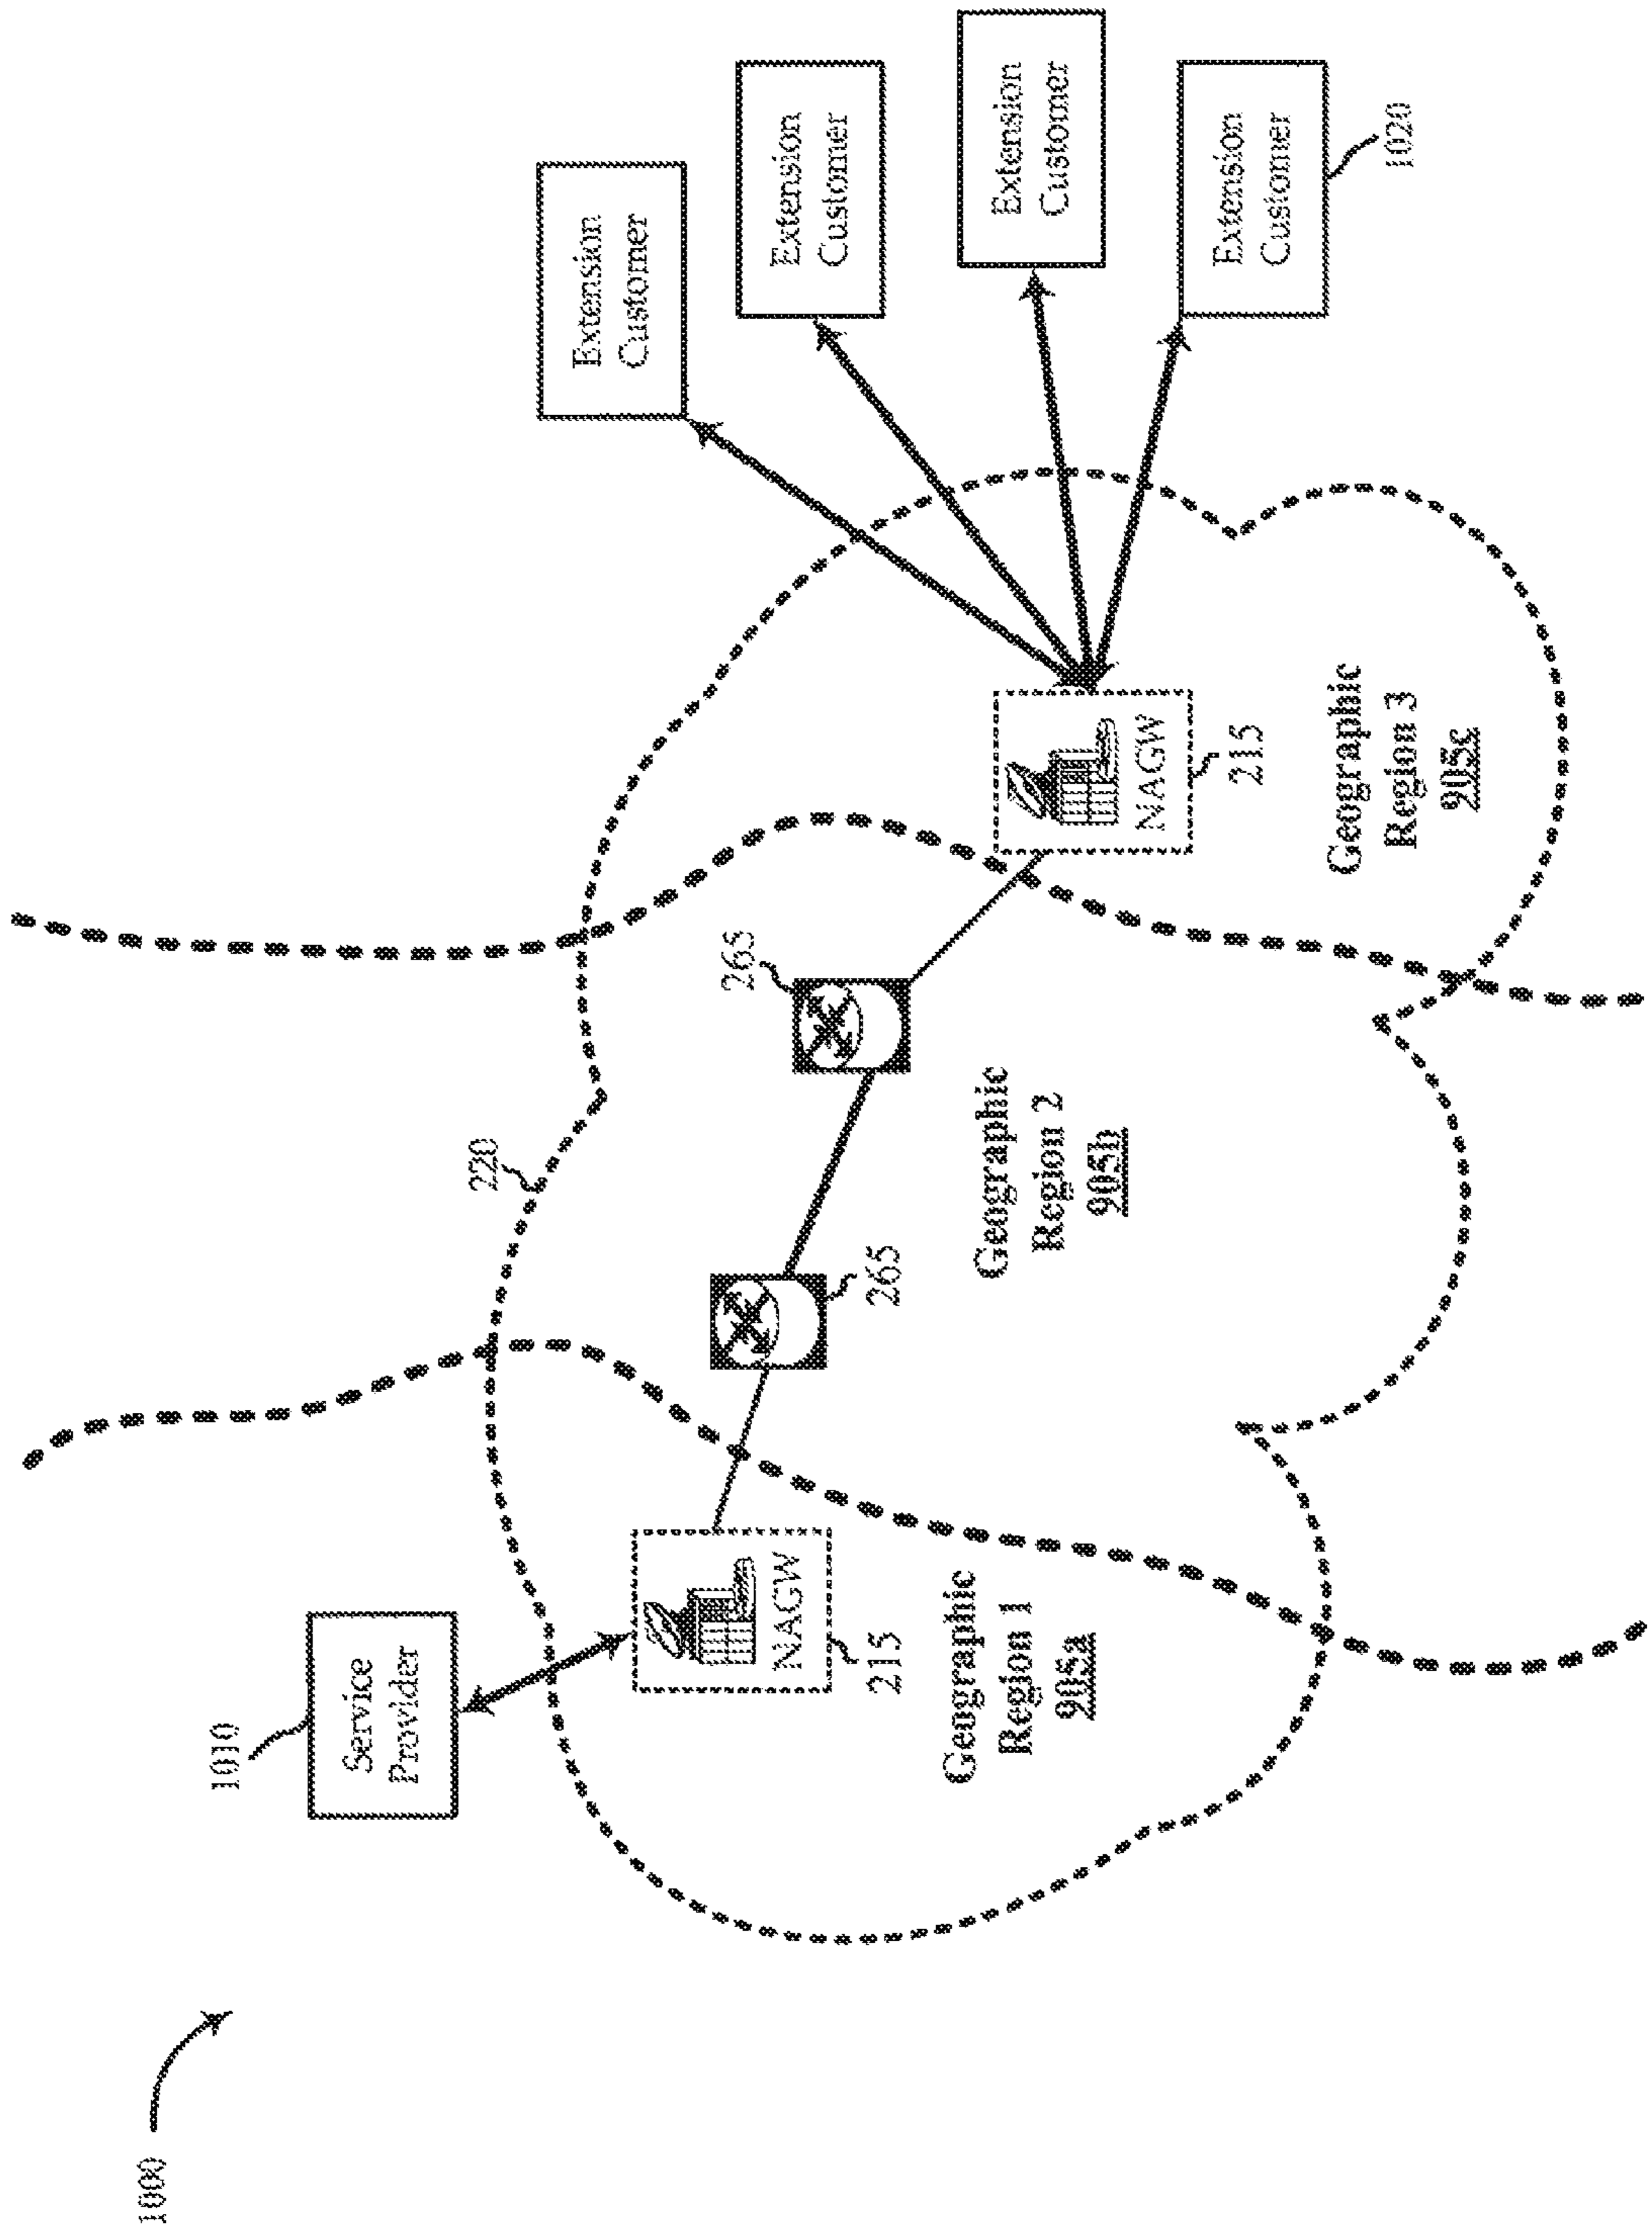 1000
1010
Service
Provider
220
Extension
Customer
Extension
Customer
Extension
Customer
Extension
Customer
1020
NAGW
215
265
265
NAGW
215
Geographic
Region 1
905a
Geographic
Region 2
905b
Geographic
Region 3
905c